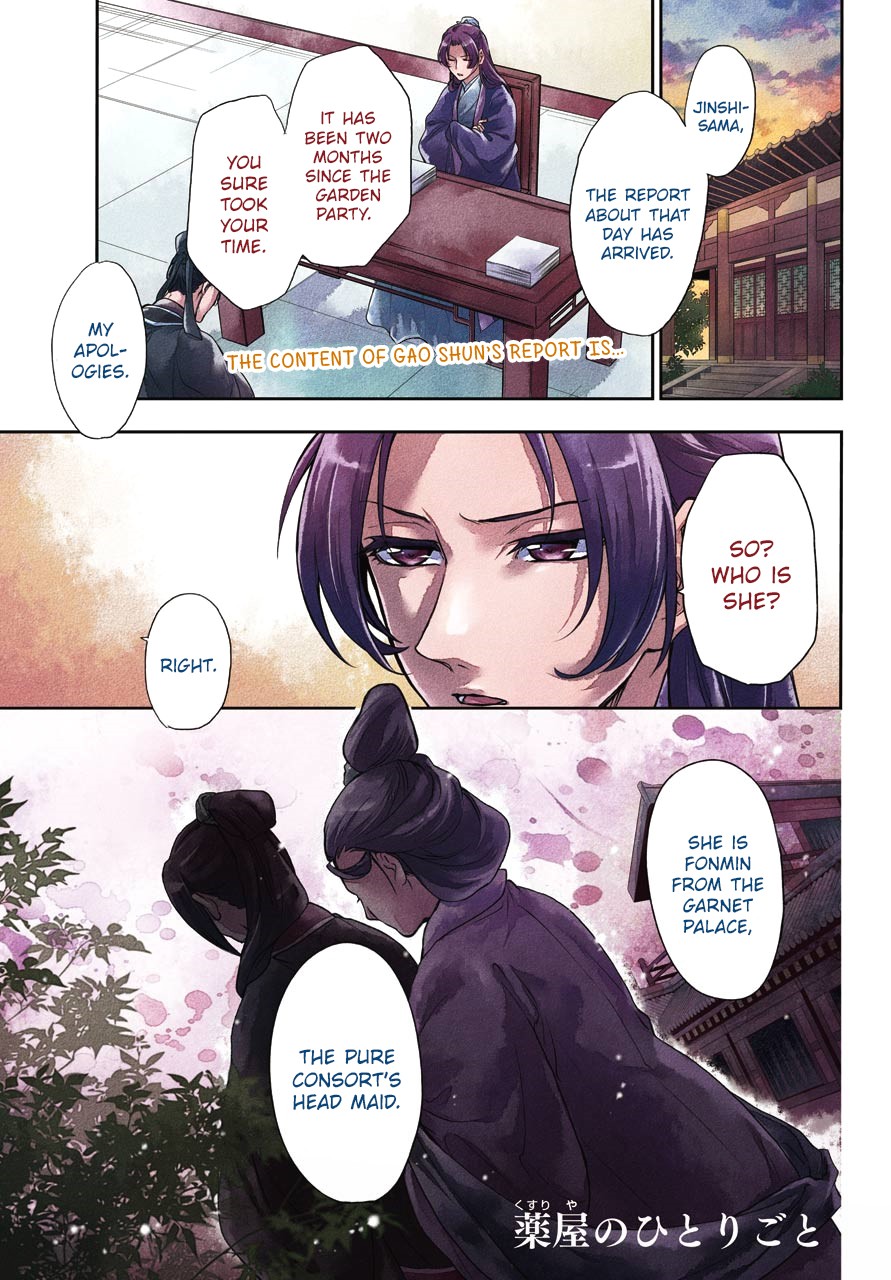 JINSHI-
SAMA,
THE REPORT
ABOUT THAT
DAY HAS
ARRIVED.
IT HAS
BEEN TWO
MONTHS
SINCE THE
GARDEN
PARTY.
YOU
SURE
TOOK
YOUR
TIME.
MY
APOL-
OGIES.
THE CONTENT OF GAO SHUN'S REPORT IS...
SO?
WHO IS
SHE?
RIGHT.
SHE IS
FONMIN
FROM THE
GARNET
PALACE,
THE PURE
CONSORT'S
HEAD MAID.
くすり や
薬屋のひとりごと